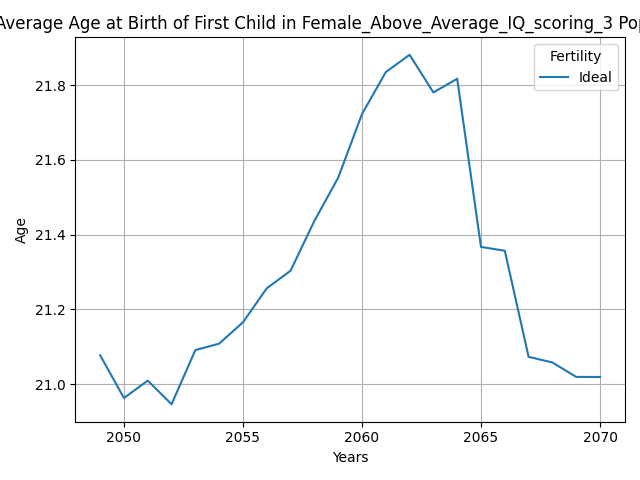 Average Age at Birth of First Child in Female_Above_Average_IQ_scoring_3
Fertility
Ideal
21.8
21.6
21.4
21.2
21.0
Age
2050 2055 2060 2065 2070
Years